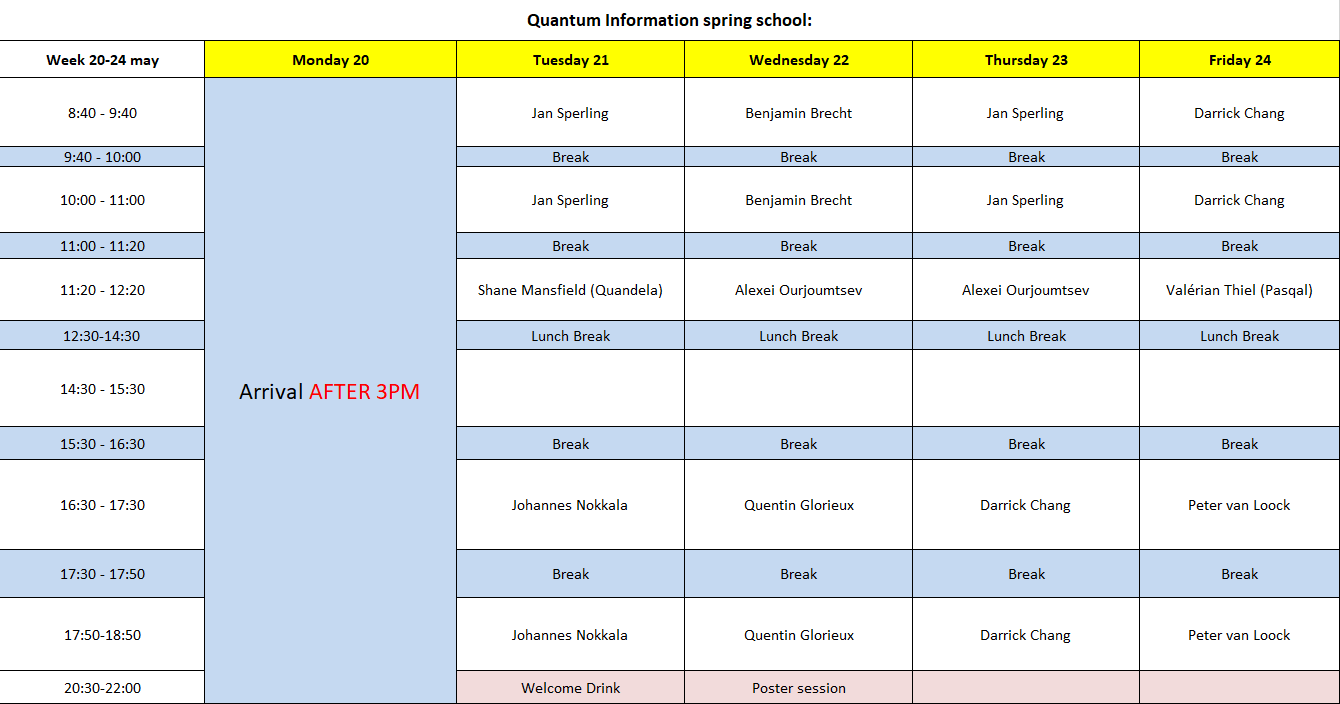 Quantum Information spring school:
Week 20-24 may Monday 20 Tuesday 21 Wednesday 22 Thursday 23 Friday 24
8:40 - 9:40 Jan Sperling Benjamin Brecht Jan Sperling Darrick Chang
9:40 - 10:00 Break Break Break Break
10:00 - 11:00 Jan Sperling Benjamin Brecht Jan Sperling Darrick Chang
11:00 - 11:20 Break Break Break Break
11:20 - 12:20 Shane Mansfield (Quandela) Alexei Ourjoumtsev Alexei Ourjoumtsev Valérian Thiel (Pasqal)
12:30-14:30 Lunch Break Lunch Break Lunch Break Lunch Break
14:30 - 15:30 Arrival AFTER 3PM
15:30 - 16:30 Break Break Break Break
16:30 - 17:30 Johannes Nokkala Quentin Glorieux Darrick Chang Peter van Loock
17:30 - 17:50 Break Break Break Break
17:50-18:50 Johannes Nokkala Quentin Glorieux Darrick Chang Peter van Loock
20:30-22:00 Welcome Drink Poster session